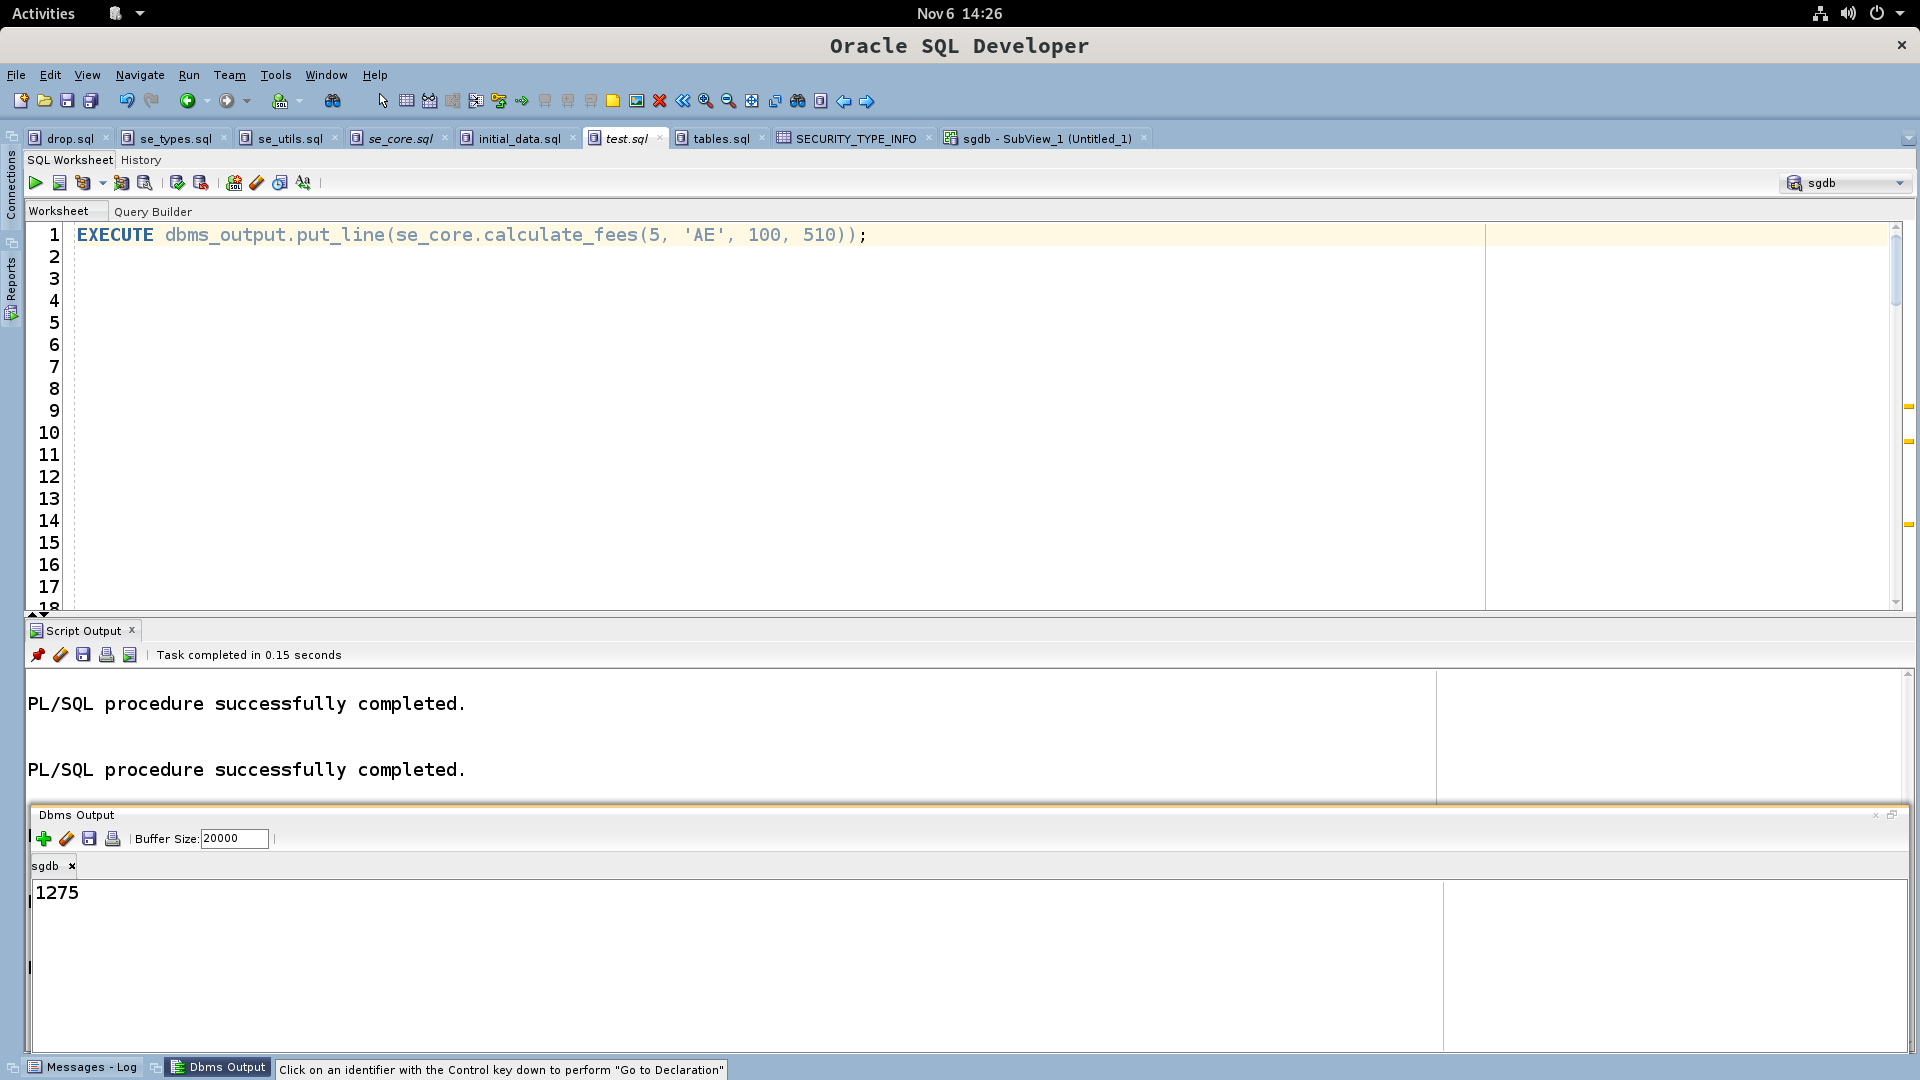 Activities
Nov 6 14:26
Oracle SQL Developer
×
File Edit View Navigate Run Team Tools Window Help
drop.sql × se_types.sql × se_utils.sql × se_core.sql × initial_data.sql × test.sql × tables.sql × SECURITY_TYPE_INFO × sgdb - SubView_1 (Untitled_1) ×
SQL Worksheet History
sgdb
Worksheet Query Builder
Connections
Reports
1 EXECUTE dbms_output.put_line(se_core.calculate_fees(5, 'AE', 100, 510));
2
3
4
5
6
7
8
9
10
11
12
13
14
15
16
17
18
Script Output ×
Task completed in 0.15 seconds
PL/SQL procedure successfully completed.
PL/SQL procedure successfully completed.
Dbms Output
Buffer Size: 20000
sgdb ×
1275
Messages - Log Dbms Output Click on an identifier with the Control key down to perform "Go to Declaration"